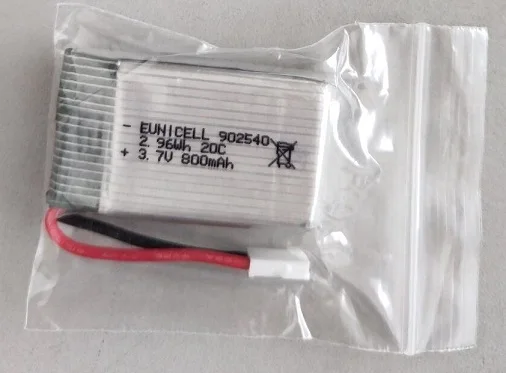 - EUNICELL 902540
2.96Wh 20C
+ 3.7V 800mAh